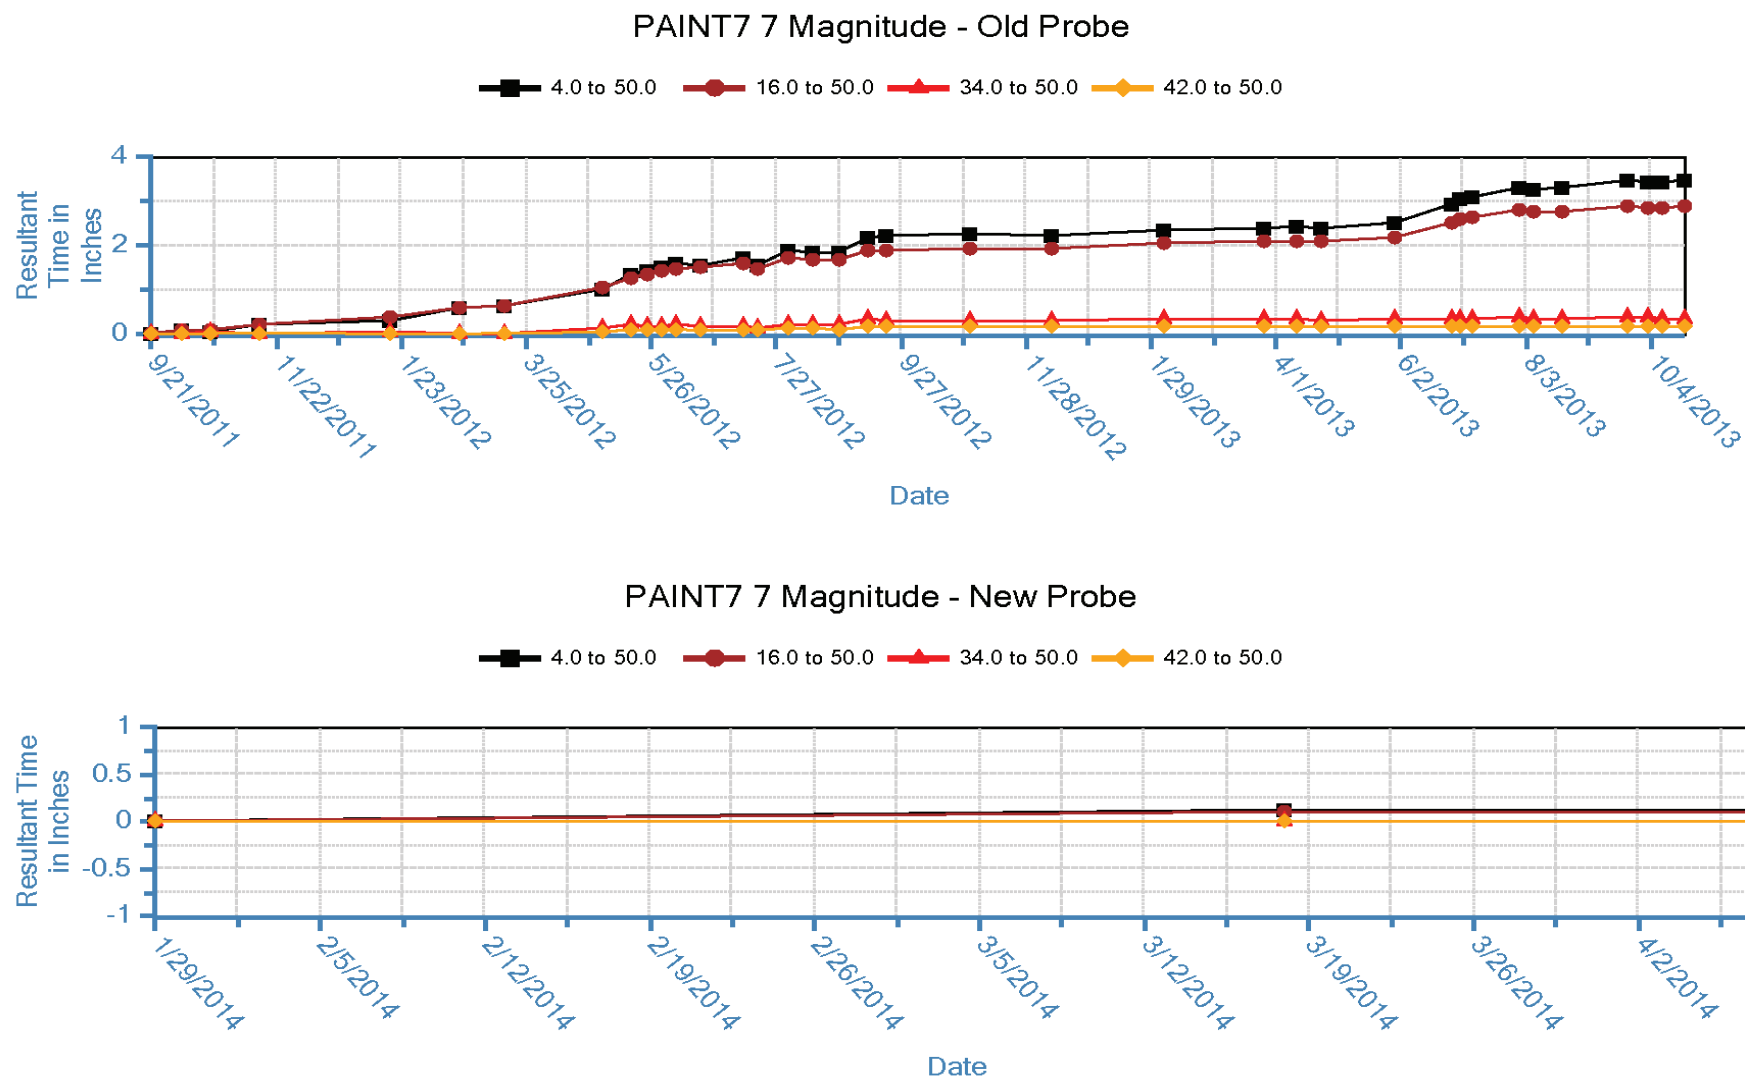 PAINT7 7 Magnitude - Old Probe
4.0 to 50.0 16.0 to 50.0 34.0 to 50.0 42.0 to 50.0
Resultant
Time in
Inches
4
2
0
9/21/2011 11/22/2011 1/23/2012 3/25/2012 5/26/2012 7/27/2012 9/27/2012 11/28/2012 1/29/2013 4/1/2013 6/2/2013 8/3/2013 10/4/2013
Date
PAINT7 7 Magnitude - New Probe
4.0 to 50.0 16.0 to 50.0 34.0 to 50.0 42.0 to 50.0
Resultant Time
in Inches
1
0.5
0
-0.5
-1
1/29/2014 2/5/2014 2/12/2014 2/19/2014 2/26/2014 3/5/2014 3/12/2014 3/19/2014 3/26/2014 4/2/2014
Date